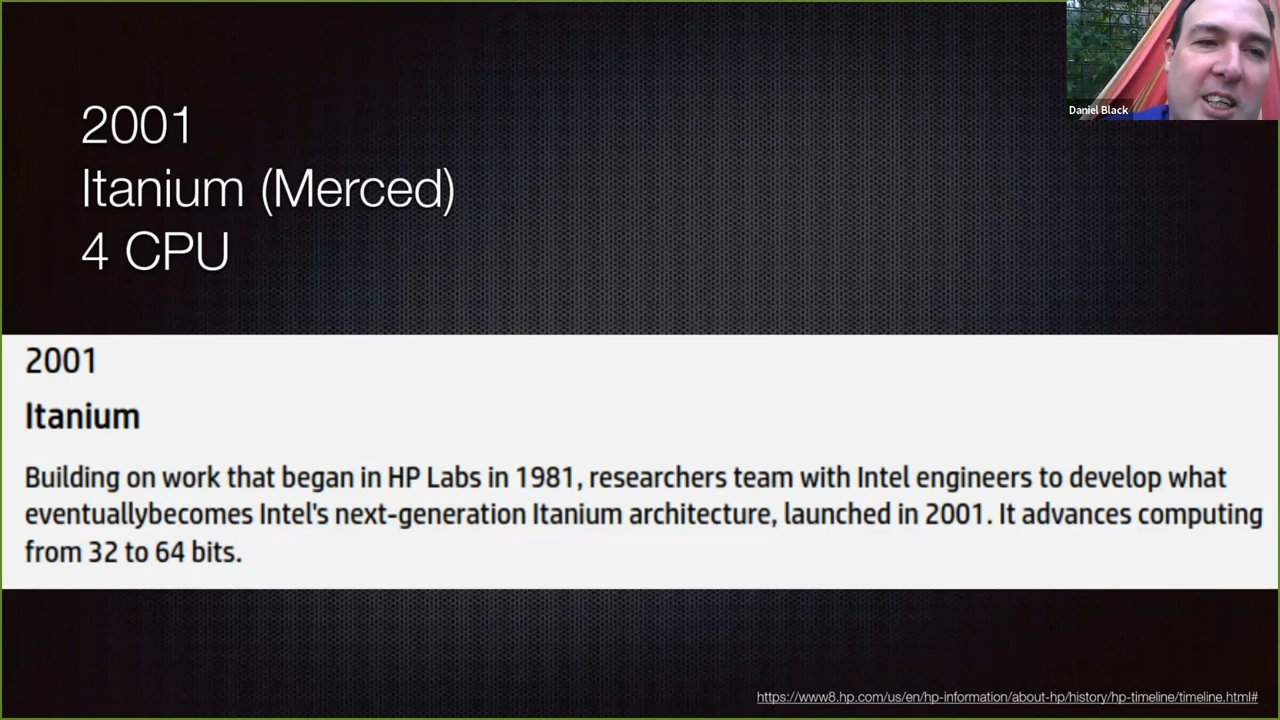 2001
Itanium (Merced)
4 CPU
Daniel Black
2001
Itanium
Building on work that began in HP Labs in 1981, researchers team with Intel engineers to develop what
eventuallybecomes Intel's next-generation Itanium architecture, launched in 2001. It advances computing
from 32 to 64 bits.
https://www8.hp.com/us/en/hp-information/about-hp/history/hp-timeline/timeline.html#